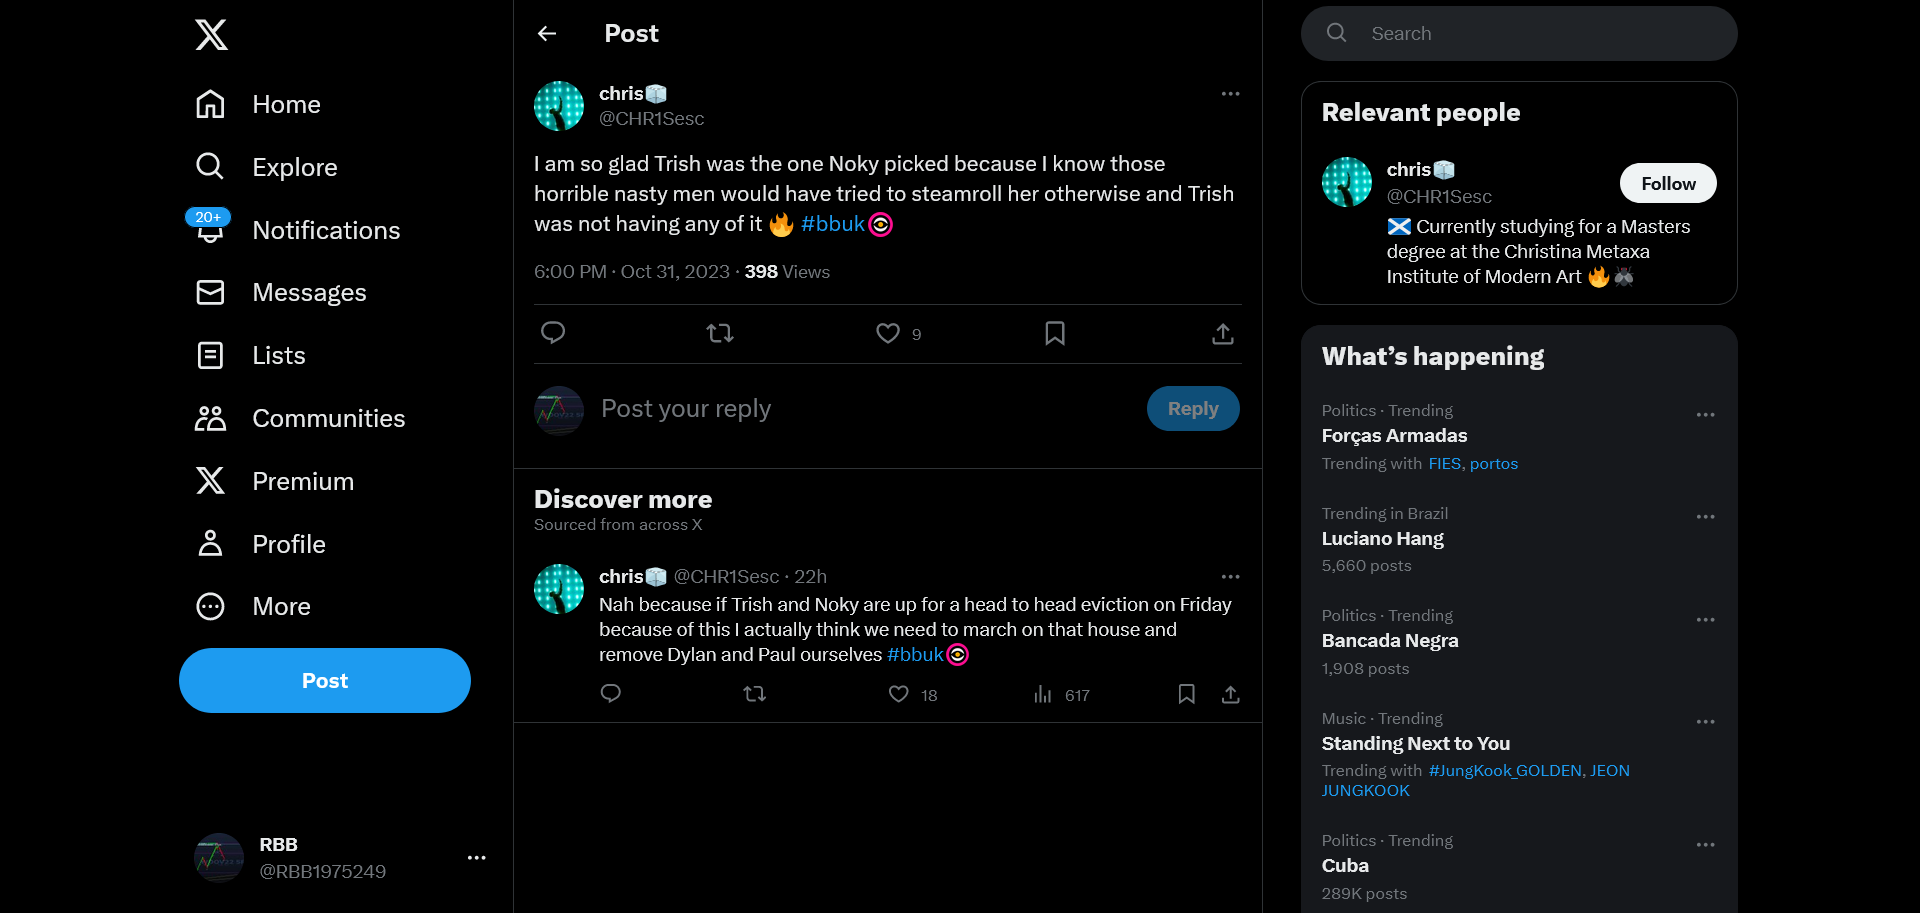 Home
Explore
20+
Notifications
Messages
Lists
Communities
Premium
Profile
More
Post
RBB
@RBB1975249
Post
chris
@CHR1Sesc
I am so glad Trish was the one Noky picked because I know those
horrible nasty men would have tried to steamroll her otherwise and Trish
was not having any of it 🔥 #bbuk
6:00 PM · Oct 31, 2023 · 398 Views
9
Post your reply
Reply
Discover more
Sourced from across X
chris🧊 @CHR1Sesc · 22h
Nah because if Trish and Noky are up for a head to head eviction on Friday
because of this I actually think we need to march on that house and
remove Dylan and Paul ourselves #bbuk
18
617
Search
Relevant people
chris🧊
@CHR1Sesc
Follow
🏴󠁧󠁢󠁳󠁣󠁴󠁿 Currently studying for a Masters
degree at the Christina Metaxa
Institute of Modern Art 🔥🪰
What's happening
Politics · Trending
Forças Armadas
Trending with FIES, portos
Trending in Brazil
Luciano Hang
5,660 posts
Politics · Trending
Bancada Negra
1,908 posts
Music · Trending
Standing Next to You
Trending with #JungKook_GOLDEN, JEON
JUNGKOOK
Politics · Trending
Cuba
289K posts